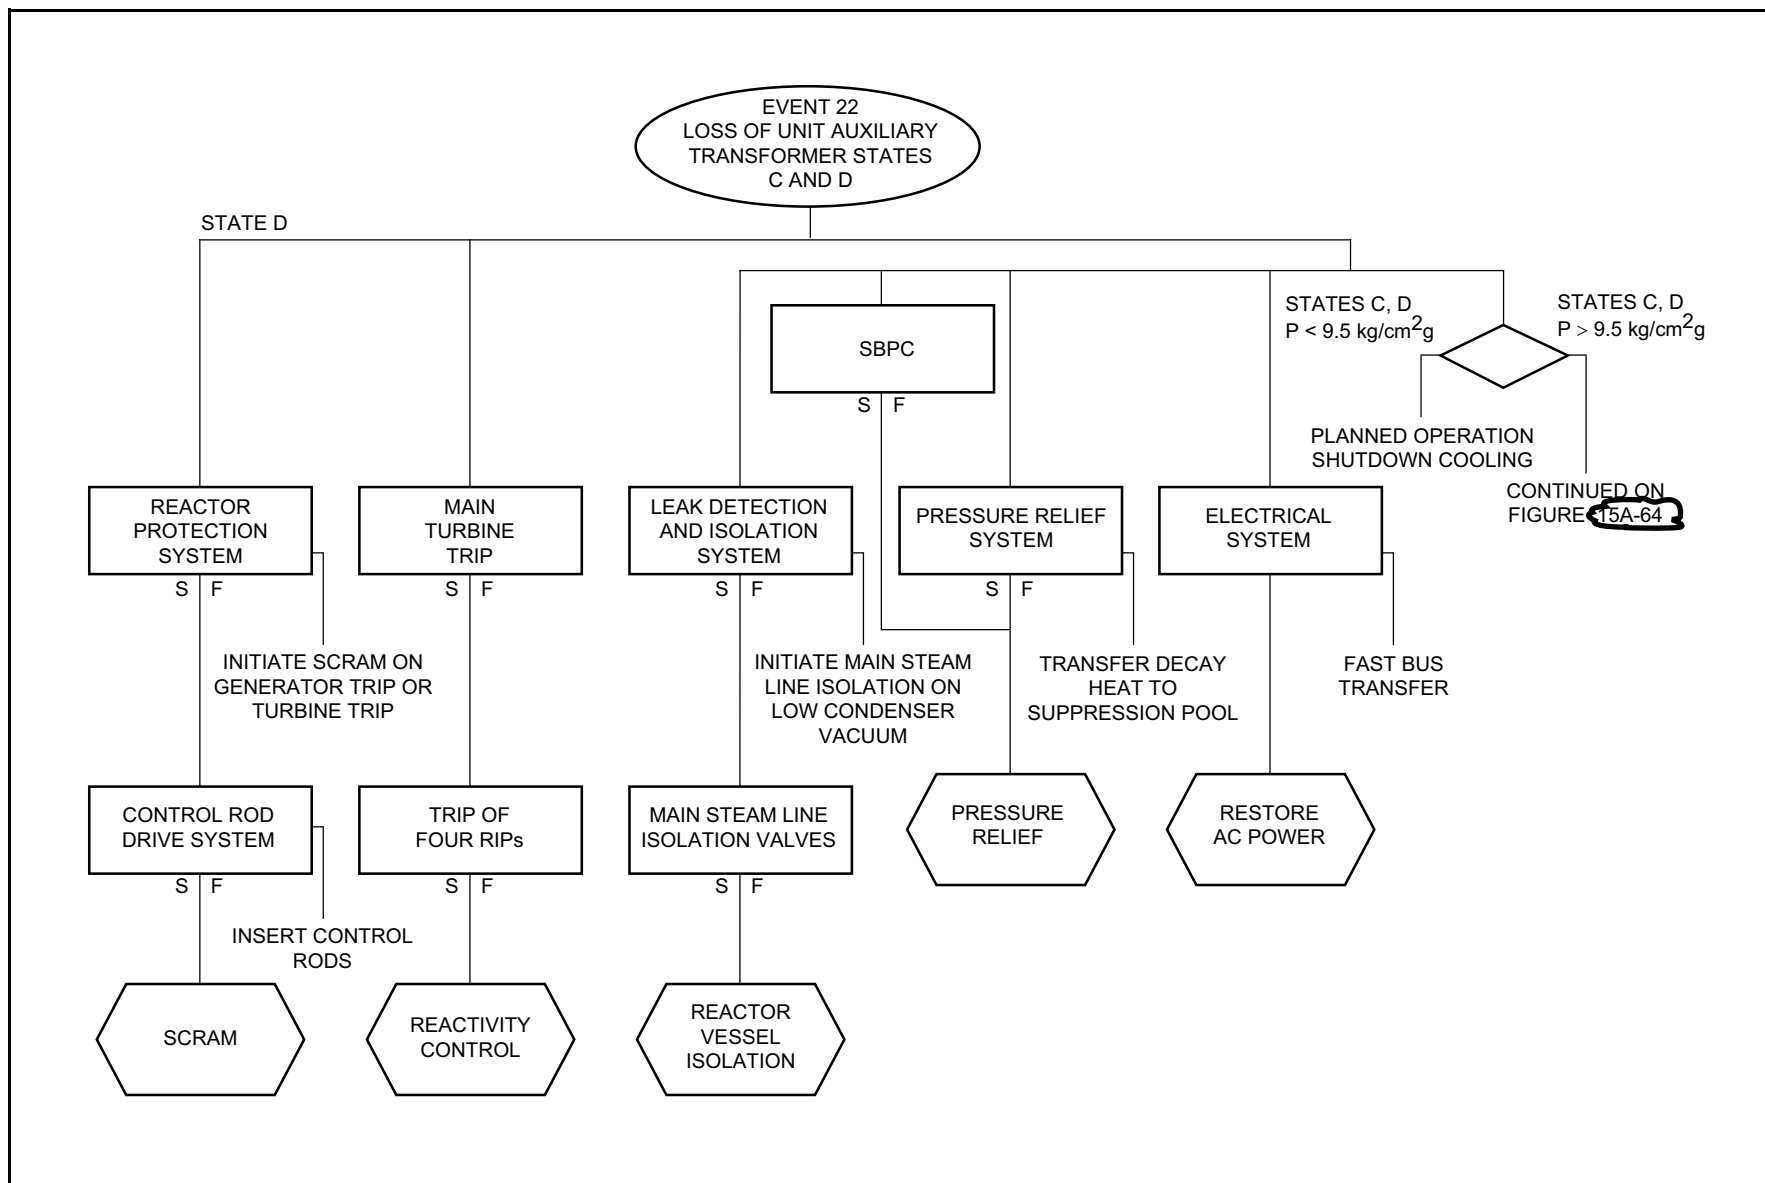 EVENT 22
LOSS OF UNIT AUXILIARY
TRANSFORMER STATES
C AND D
STATE D
STATES C, D
P < 9.5 kg/cm2g
STATES C, D
P > 9.5 kg/cm2g
SBPC
S F
PLANNED OPERATION
SHUTDOWN COOLING
CONTINUED ON
FIGURE 15A-64
REACTOR
PROTECTION
SYSTEM
S F
MAIN
TURBINE
TRIP
S F
LEAK DETECTION
AND ISOLATION
SYSTEM
S F
PRESSURE RELIEF
SYSTEM
S F
ELECTRICAL
SYSTEM
INITIATE SCRAM ON
GENERATOR TRIP OR
TURBINE TRIP
INITIATE MAIN STEAM
LINE ISOLATION ON
LOW CONDENSER
VACUUM
TRANSFER DECAY
HEAT TO
SUPPRESSION POOL
FAST BUS
TRANSFER
CONTROL ROD
DRIVE SYSTEM
S F
TRIP OF
FOUR RIPs
S F
MAIN STEAM LINE
ISOLATION VALVES
S F
PRESSURE
RELIEF
RESTORE
AC POWER
INSERT CONTROL
RODS
SCRAM
REACTIVITY
CONTROL
REACTOR
VESSEL
ISOLATION